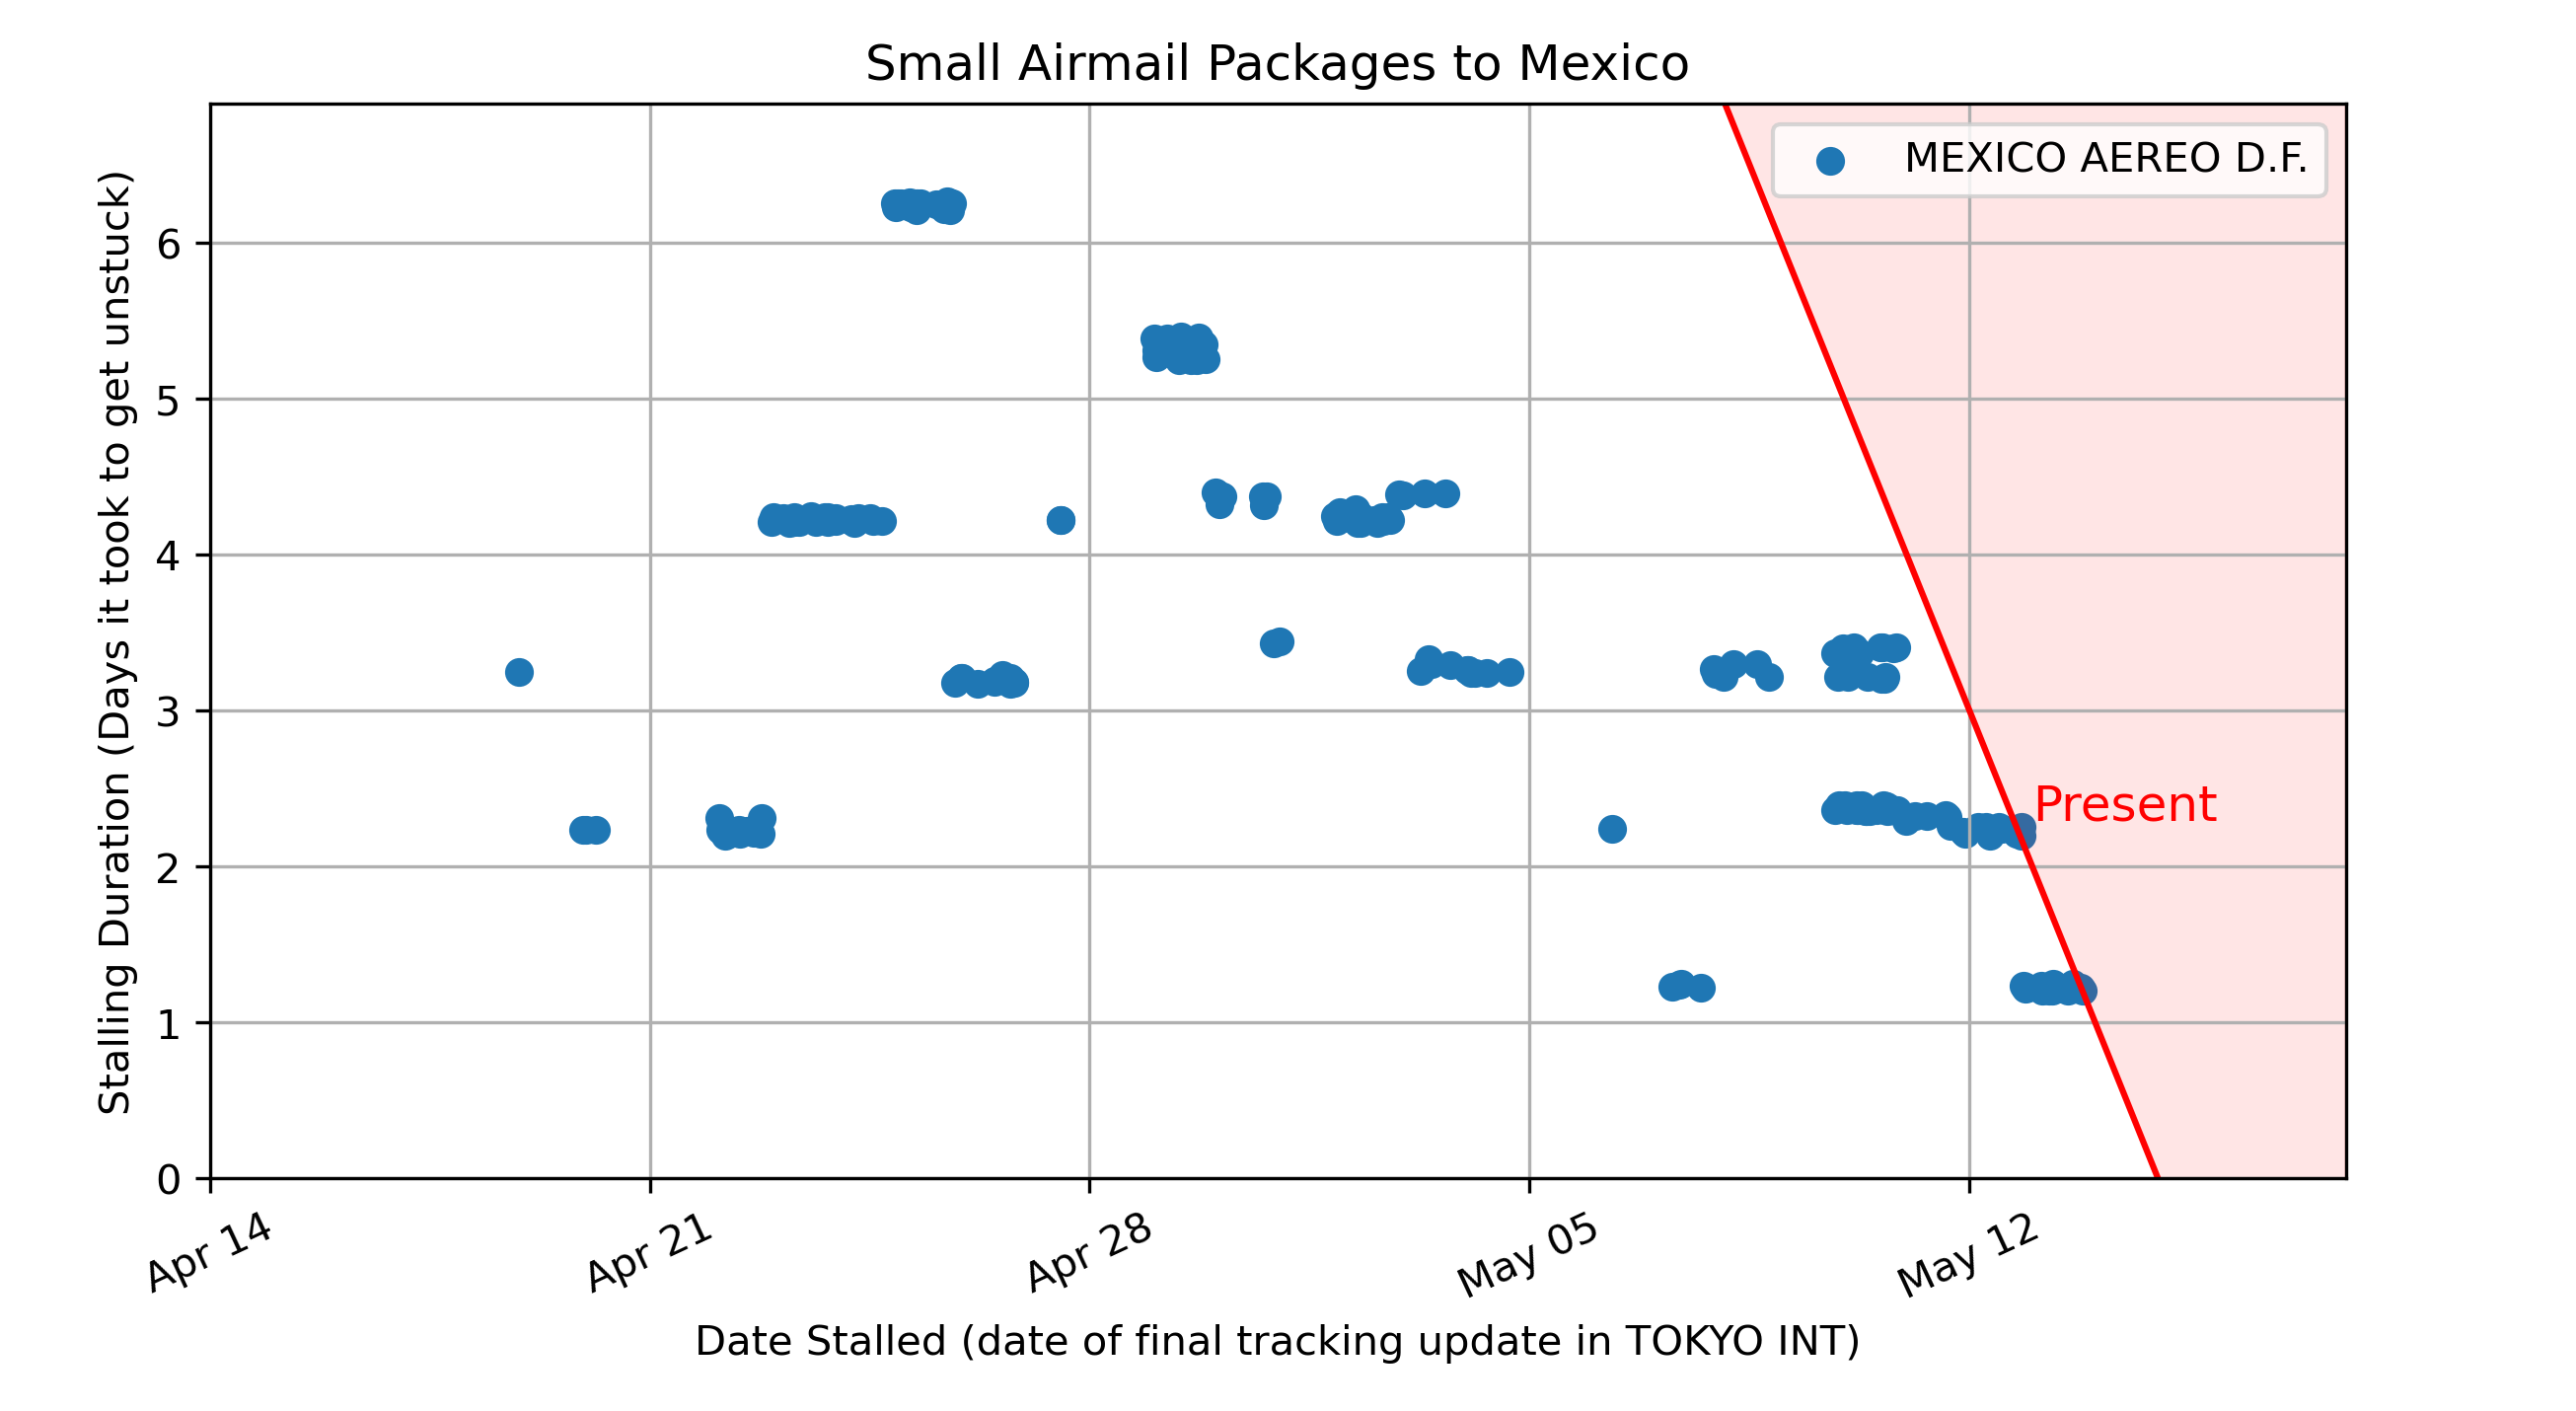 Small Airmail Packages to Mexico
MEXICO AEREO D.F.
Stalling Duration (Days it took to get unstuck)
6
5
4
3
2
1
0
Present
Apr 14
Apr 21
Apr 28
May 05
May 12
Date Stalled (date of final tracking update in TOKYO INT)